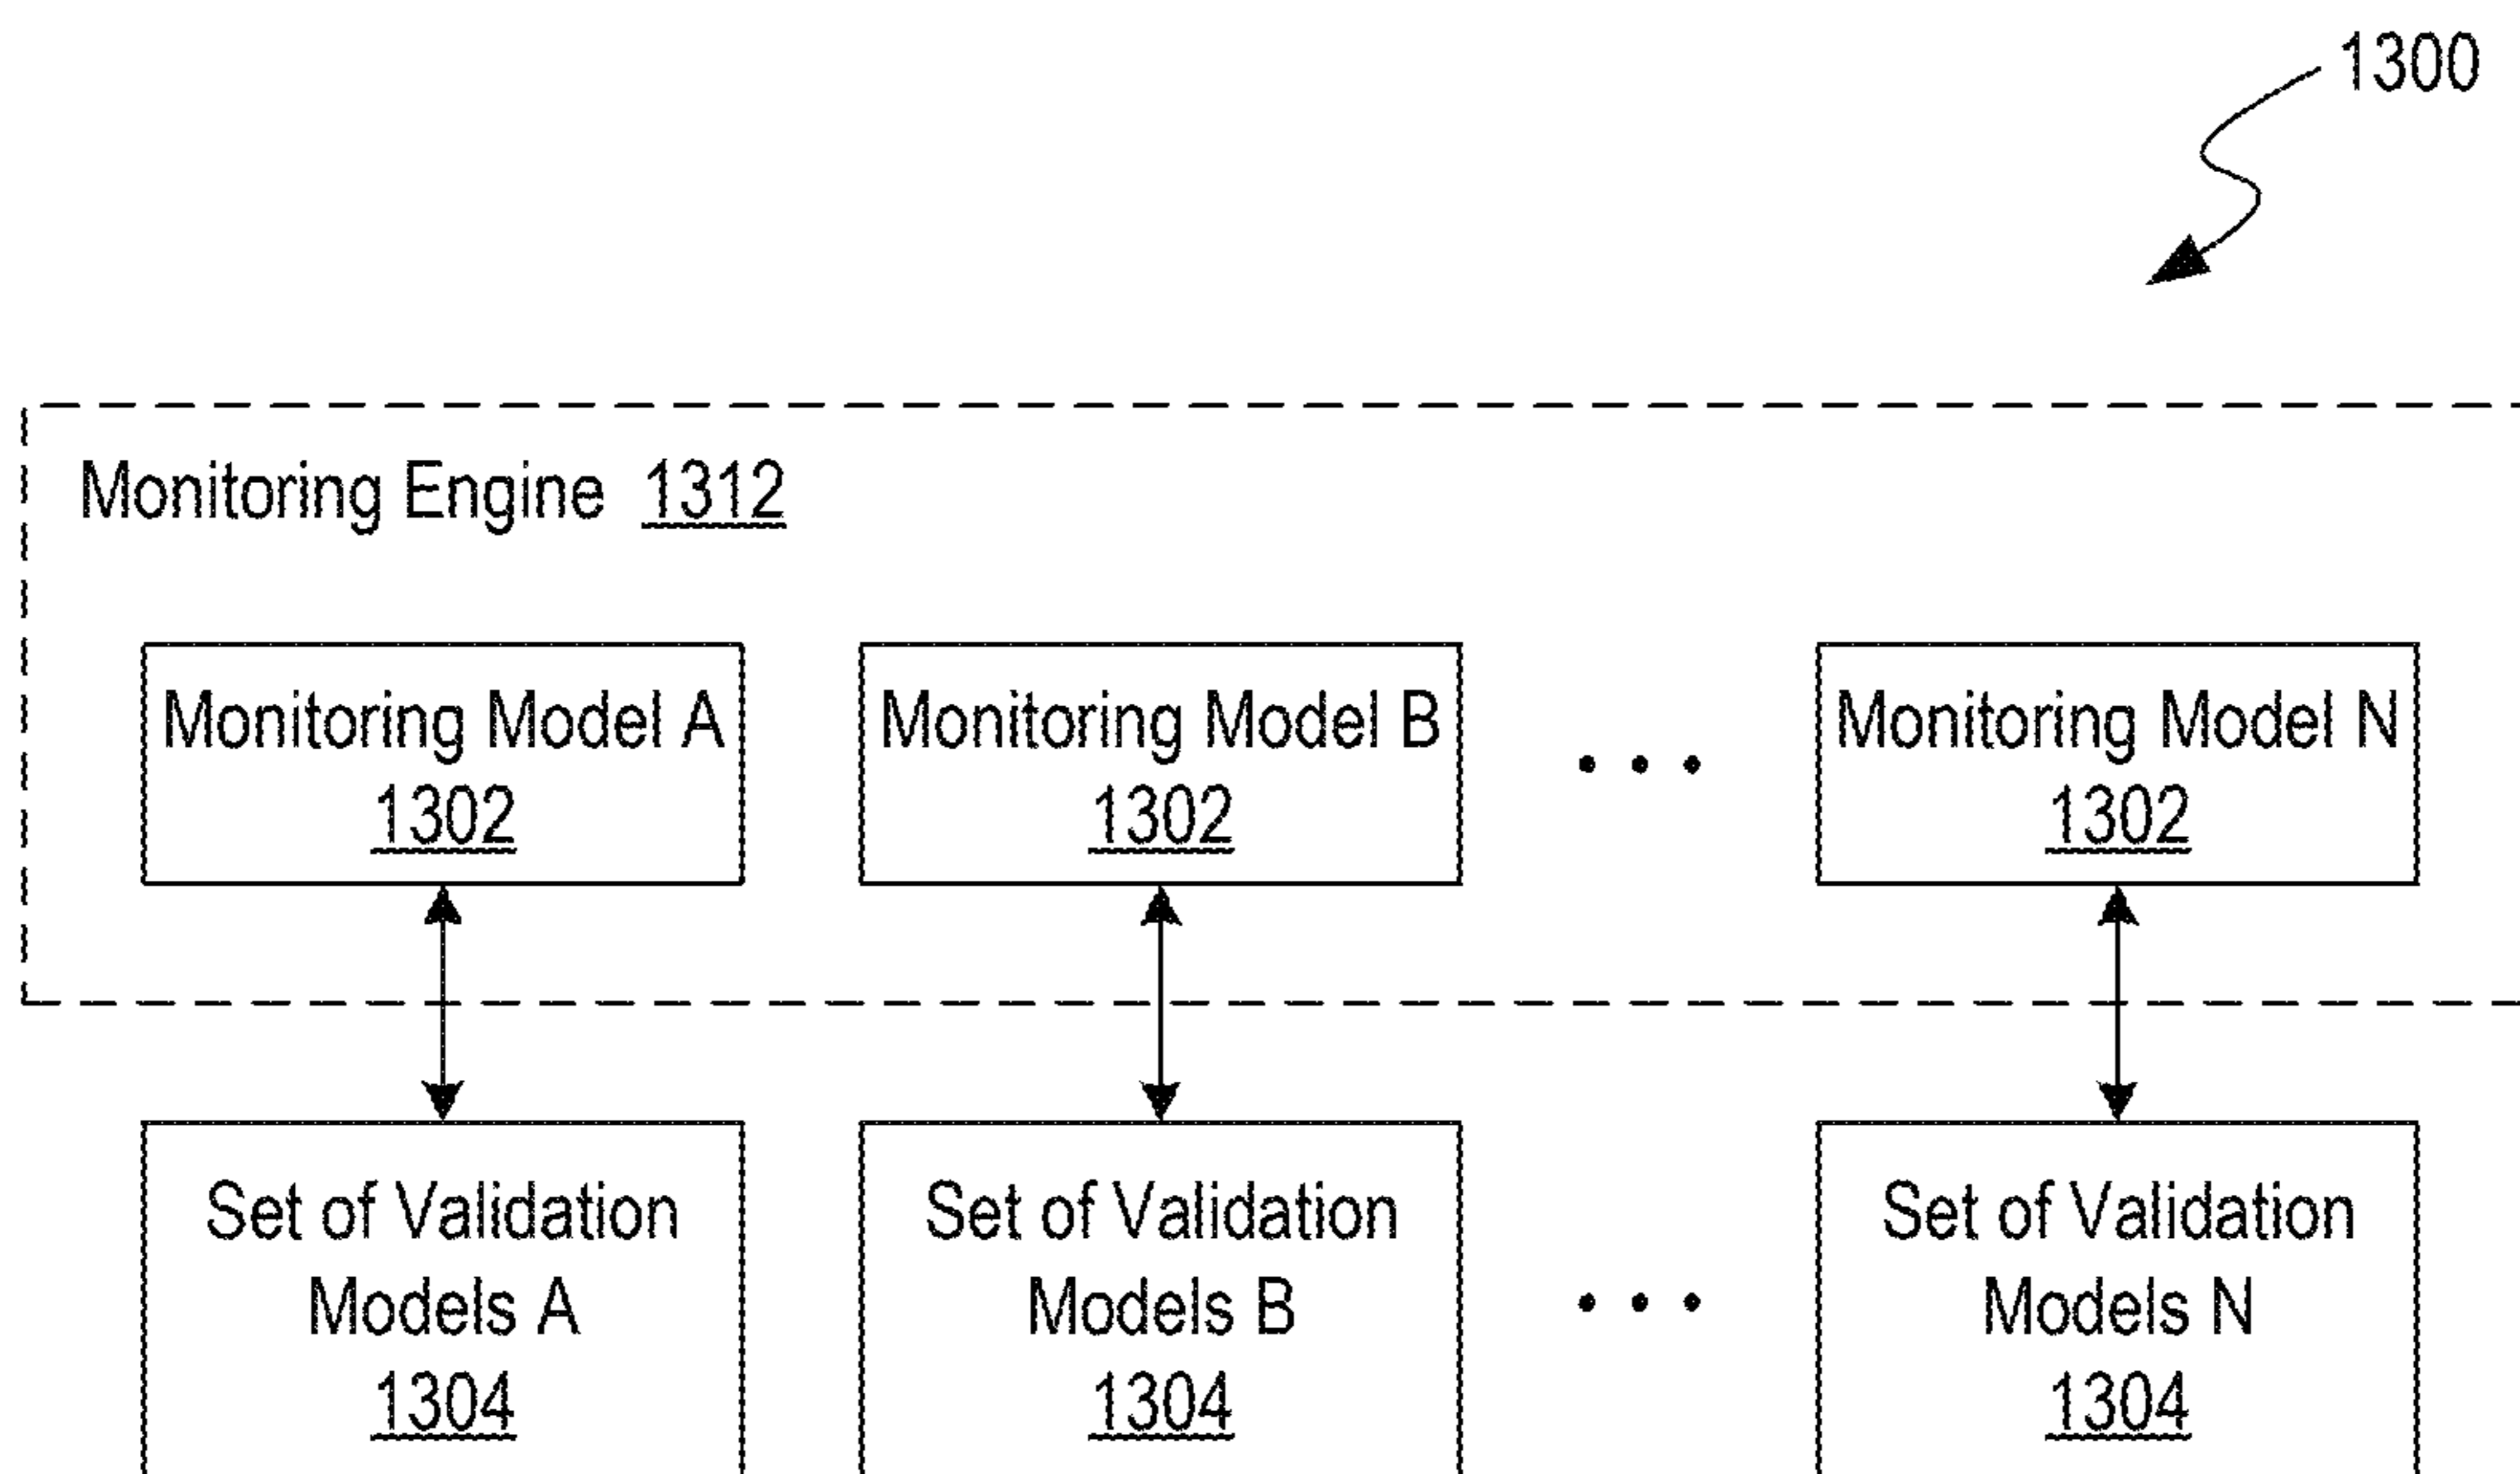 1300
Monitoring Engine 1312
Monitoring Model A
1302
Monitoring Model B
1302
• • •
Monitoring Model N
1302
Set of Validation
Models A
1304
Set of Validation
Models B
1304
• • •
Set of Validation
Models N
1304